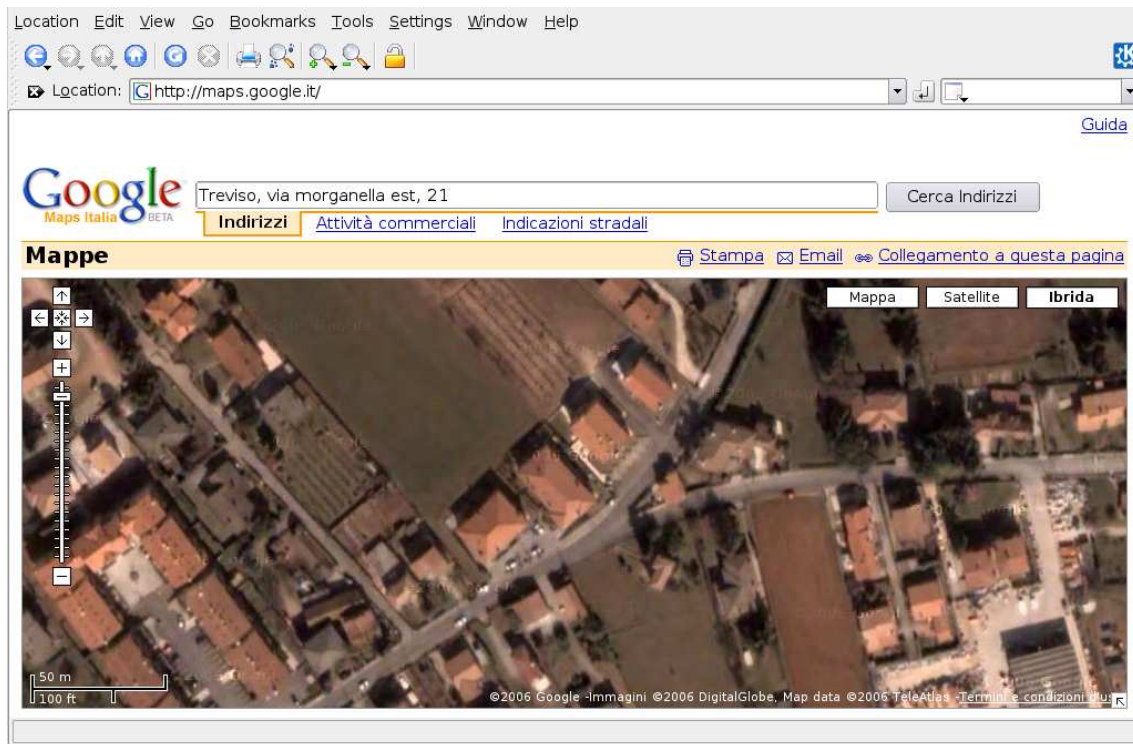 Location Edit View Go Bookmarks Tools Settings Window Help
Location: http://maps.google.it/
Guida
Google
Maps Italia BETA
Treviso, via morganella est, 21
Cerca Indirizzi
Indirizzi Attività commerciali Indicazioni stradali
Mappe
Stampa Email Collegamento a questa pagina
Mappa Satellite Ibrida
50 m
100 ft
©2006 Google -Immagini ©2006 DigitalGlobe, Map data ©2006 TeleAtlas -Termini e condizioni d'us